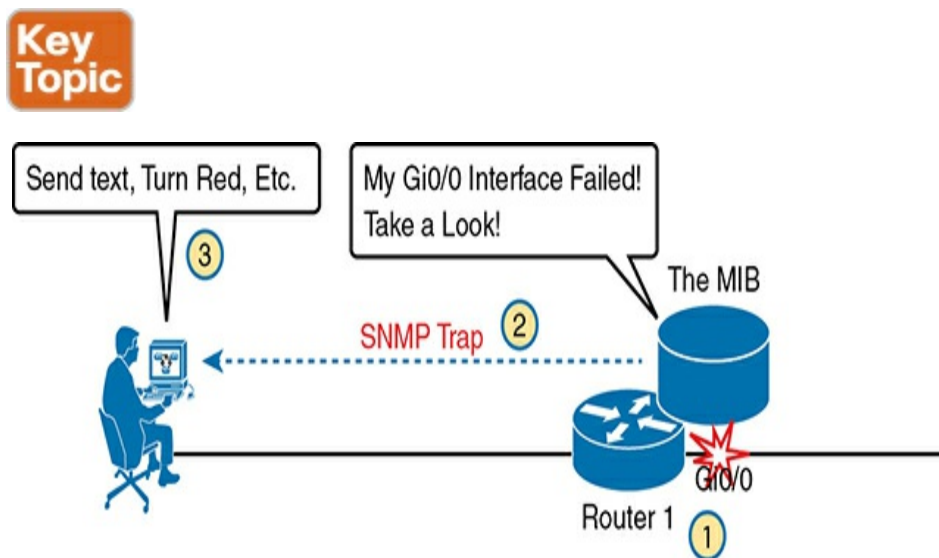 Key
Topic
Send text, Turn Red, Etc.
My Gi0/0 Interface Failed!
Take a Look!
3
The MIB
SNMP Trap
2
Gi0/0
Router 1
1